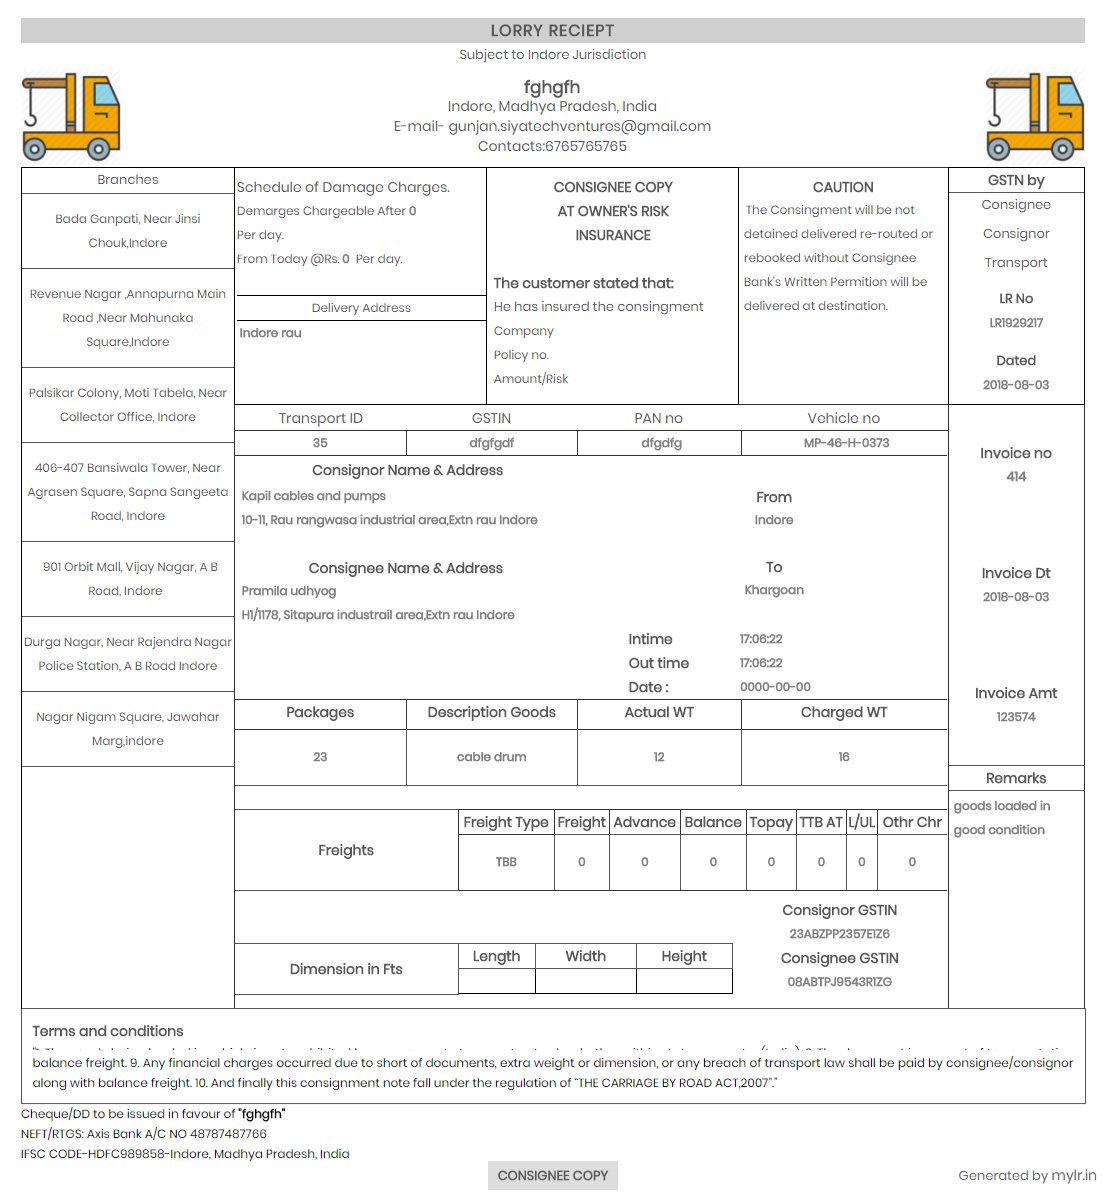 LORRY RECIEPT
Subject to Indore Jurisdiction
fghgfh
Indore, Madhya Pradesh, India
E-mail- gunjan.siyatechventures@gmail.com
Contacts:6765765765
Branches
Bada Ganpati, Near Jinsi
Chouk,Indore
Revenue Nagar ,Annapurna Main
Road ,Near Mahunaka
Square,Indore
Palsikar Colony, Moti Tabela, Near
Collector Office, Indore
406-407 Bansiwala Tower, Near
Agrasen Square, Sapna Sangeeta
Road, Indore
901 Orbit Mall, Vijay Nagar, A B
Road, Indore
Durga Nagar, Near Rajendra Nagar
Police Station, A B Road Indore
Nagar Nigam Square, Jawahar
Marg,indore
Schedule of Damage Charges.
Demarges Chargeable After 0
Per day.
From Today @Rs. 0 Per day.
Delivery Address
Indore rau
CONSIGNEE COPY
AT OWNER'S RISK
INSURANCE
The customer stated that:
He has insured the consingment
Company
Policy no.
Amount/Risk
CAUTION
The Consingment will be not
detained delivered re-routed or
rebooked without Consignee
Bank's Written Permition will be
delivered at destination.
GSTN by
Consignee
Consignor
Transport
LR No
LR1929217
Dated
2018-08-03
Transport ID GSTIN PAN no Vehicle no
35 dfgfgdf dfgdfg MP-46-H-0373
Consignor Name & Address
Kapil cables and pumps
10-11, Rau rangwasa industrial area,Extn rau Indore
From
Indore
Consignee Name & Address
Pramila udhyog
H1/1178, Sitapura industrail area,Extn rau Indore
To
Khargoan
Intime 17:06:22
Out time 17:06:22
Date : 0000-00-00
Invoice no
414
Invoice Dt
2018-08-03
Invoice Amt
123574
Packages Description Goods Actual WT Charged WT
23 cable drum 12 16
Remarks
goods loaded in
good condition
Freights
Freight Type Freight Advance Balance Topay TTB AT L/UL Othr Chr
TBB 0 0 0 0 0 0 0
Consignor GSTIN
23ABZPP2357E1Z6
Consignee GSTIN
08ABTPJ9543R1ZG
Dimension in Fts
Length Width Height
Terms and conditions
balance freight. 9. Any financial charges occurred due to short of documents, extra weight or dimension, or any breach of transport law shall be paid by consignee/consignor
along with balance freight. 10. And finally this consignment note fall under the regulation of "THE CARRIAGE BY ROAD ACT,2007"."
Cheque/DD to be issued in favour of "fghgfh"
NEFT/RTGS: Axis Bank A/C NO 48787487766
IFSC CODE-HDFC989858-Indore, Madhya Pradesh, India
CONSIGNEE COPY
Generated by mylr.in